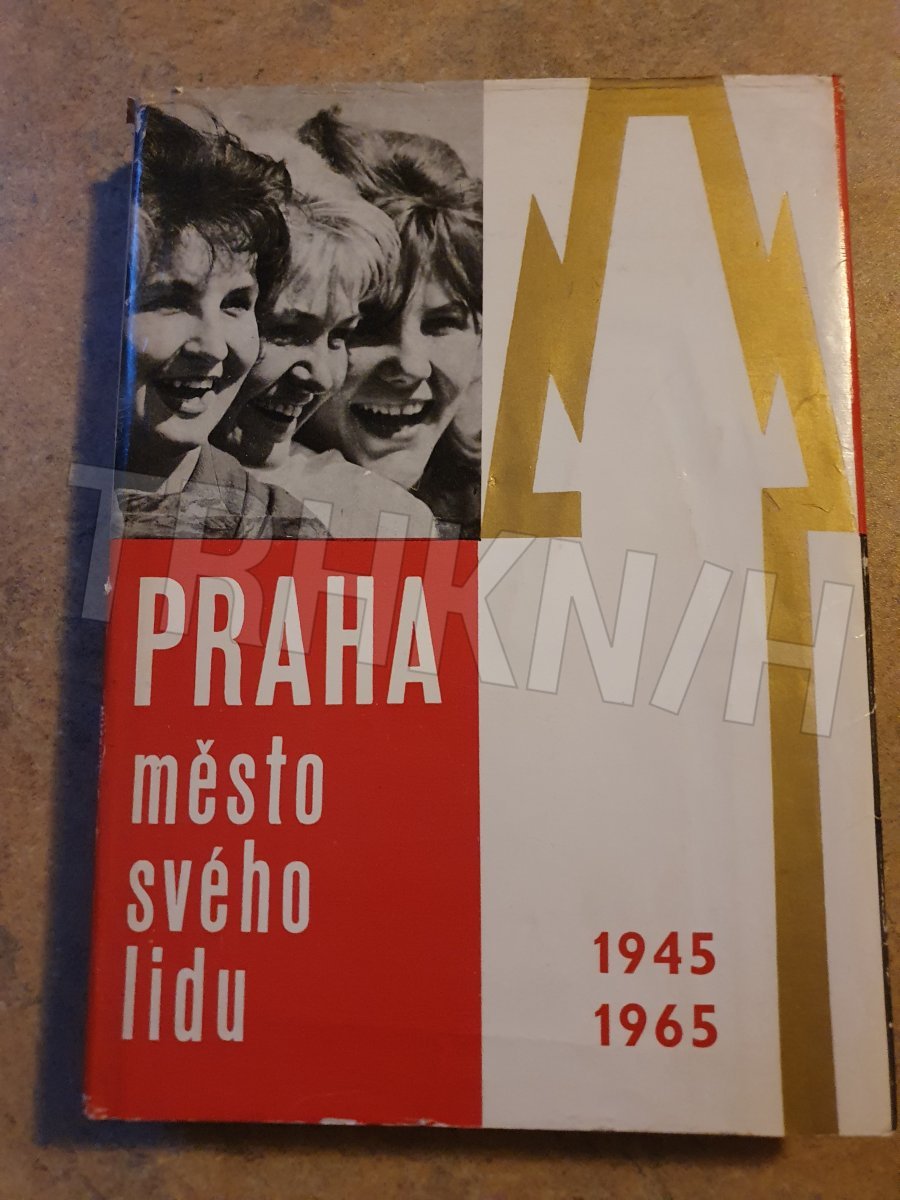 PRAHA
město
svého
lidu
1945
1965
TRHKNIH